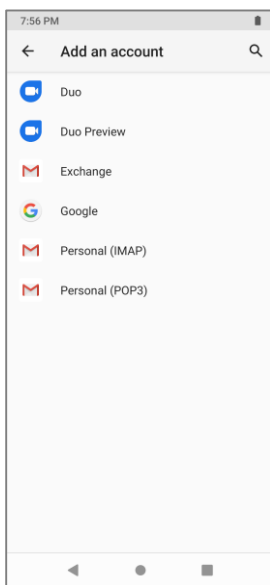 7:56 PM
Add an account
Duo
Duo Preview
Exchange
Google
Personal (IMAP)
Personal (POP3)